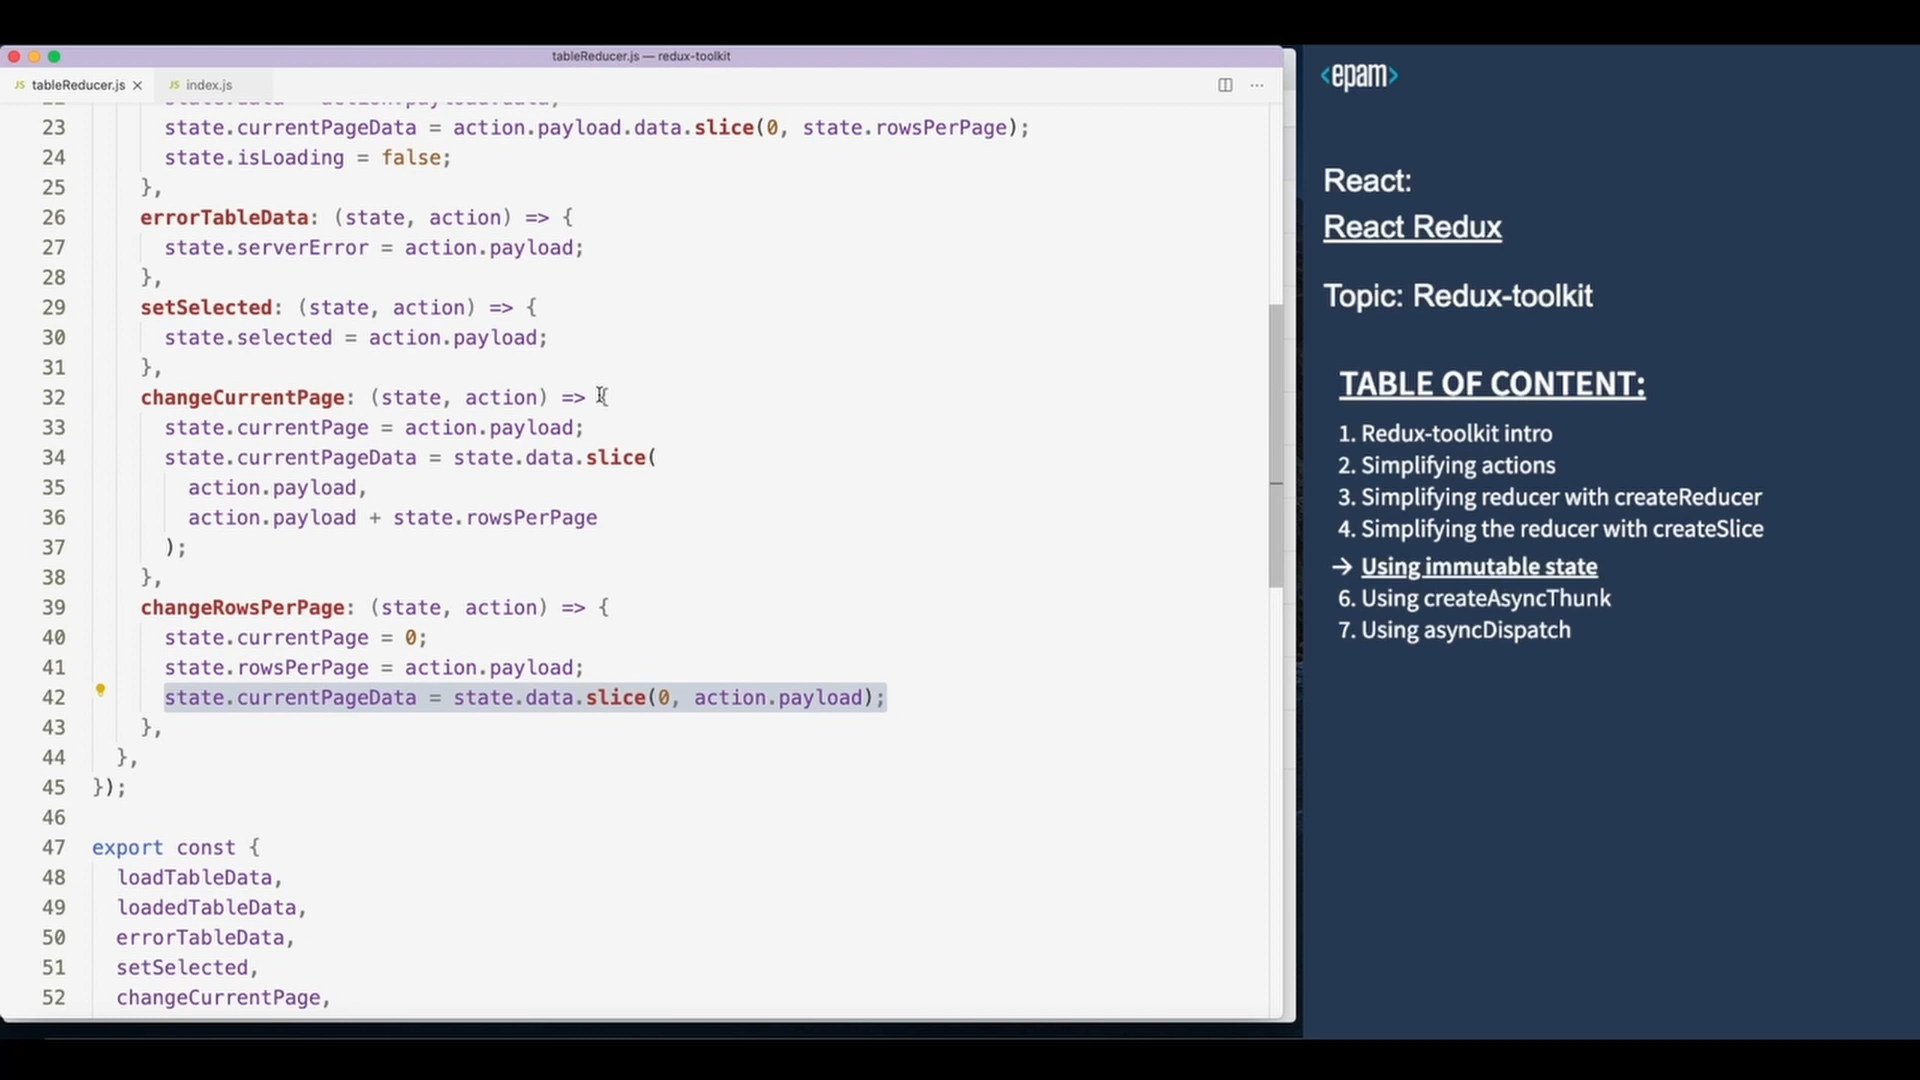 tableReducer.js — redux-toolkit
JS tableReducer.js
JS index.js
23 state.currentPageData = action.payload.data.slice(0, state.rowsPerPage);
24 state.isLoading = false;
25 },
26 errorTableData: (state, action) => {
27 state.serverError = action.payload;
28 },
29 setSelected: (state, action) => {
30 state.selected = action.payload;
31 },
32 changeCurrentPage: (state, action) => {
33 state.currentPage = action.payload;
34 state.currentPageData = state.data.slice(
35 action.payload,
36 action.payload + state.rowsPerPage
37 );
38 },
39 changeRowsPerPage: (state, action) => {
40 state.currentPage = 0;
41 state.rowsPerPage = action.payload;
42 state.currentPageData = state.data.slice(0, action.payload);
43 },
44 },
45 });
46
47 export const {
48 loadTableData,
49 loadedTableData,
50 errorTableData,
51 setSelected,
52 changeCurrentPage,
<epam>
React:
React Redux
Topic: Redux-toolkit
TABLE OF CONTENT:
1. Redux-toolkit intro
2. Simplifying actions
3. Simplifying reducer with createReducer
4. Simplifying the reducer with createSlice
→ Using immutable state
6. Using createAsyncThunk
7. Using asyncDispatch